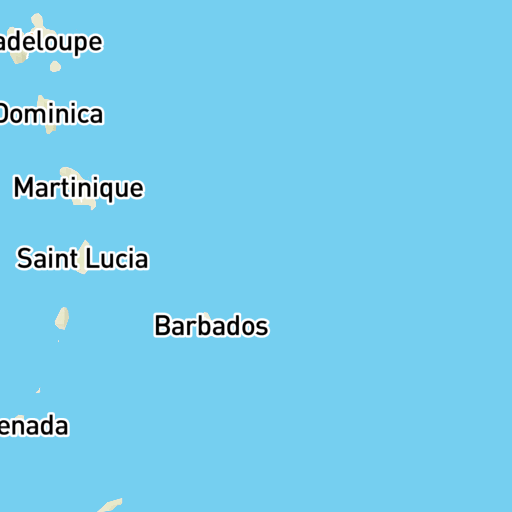 adeloupe
Dominica
Martinique
Saint Lucia
Barbados
enada